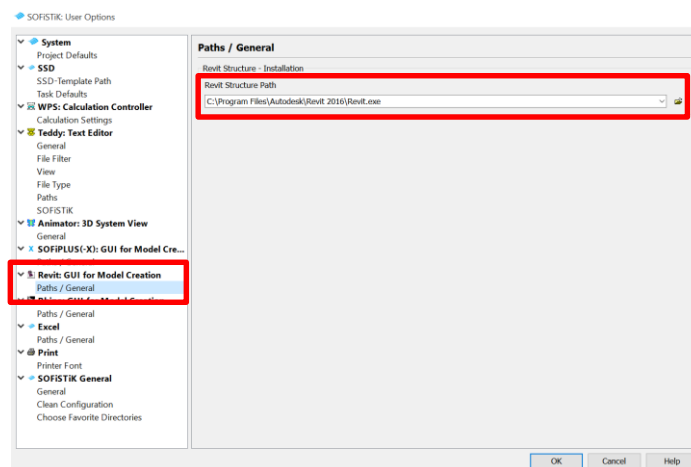 SOFiSTiK: User Options
System
Project Defaults
SSD
SSD-Template Path
Task Defaults
WPS: Calculation Controller
Calculation Settings
Teddy: Text Editor
General
File Filter
View
File Type
Paths
SOFiSTiK
Animator: 3D System View
General
SOFiPLUS(-X): GUI for Model Cre...
Revit: GUI for Model Creation
Paths / General
Paths / General
Excel
Paths / General
Print
Printer Font
SOFiSTiK General
General
Clean Configuration
Choose Favorite Directories
Paths / General
Revit Structure - Installation
Revit Structure Path
C:\Program Files\Autodesk\Revit 2016\Revit.exe
OK Cancel Help